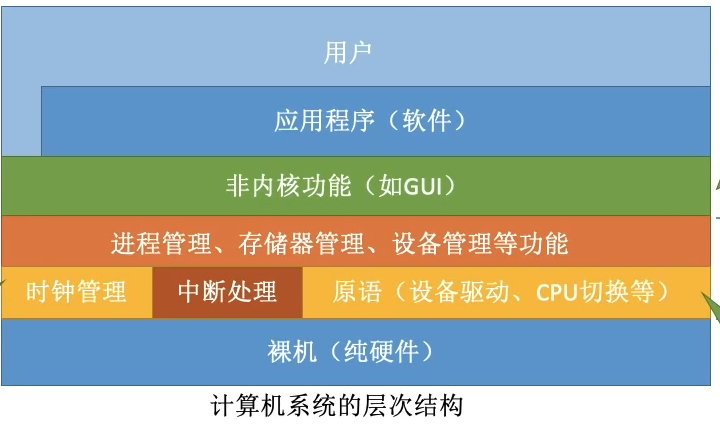 用户
应用程序（软件）
非内核功能（如GUI）
进程管理、存储器管理、设备管理等功能
时钟管理 中断处理 原语（设备驱动、CPU切换等）
裸机（纯硬件）
计算机系统的层次结构